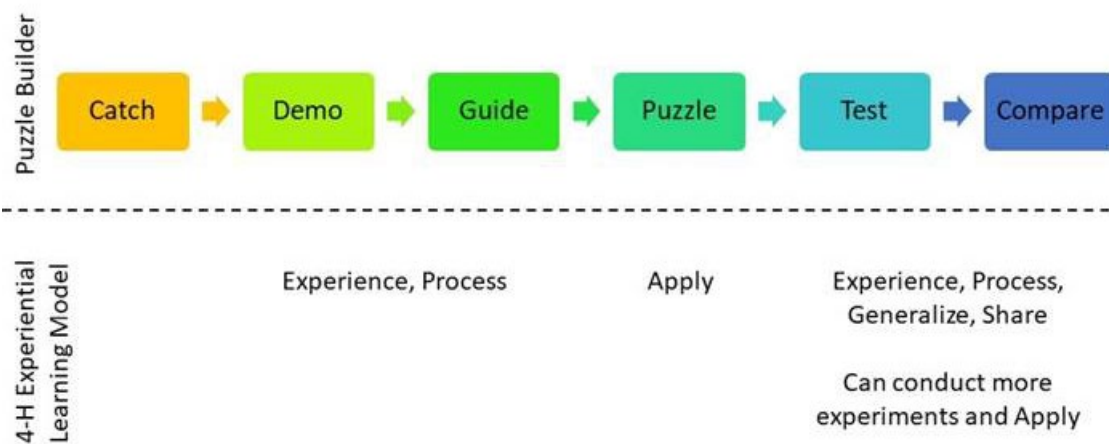 Puzzle Builder
Catch
Demo
Guide
Puzzle
Test
Compare
4-H Experiential
Learning Model
Experience, Process
Apply
Experience, Process,
Generalize, Share
Can conduct more
experiments and Apply